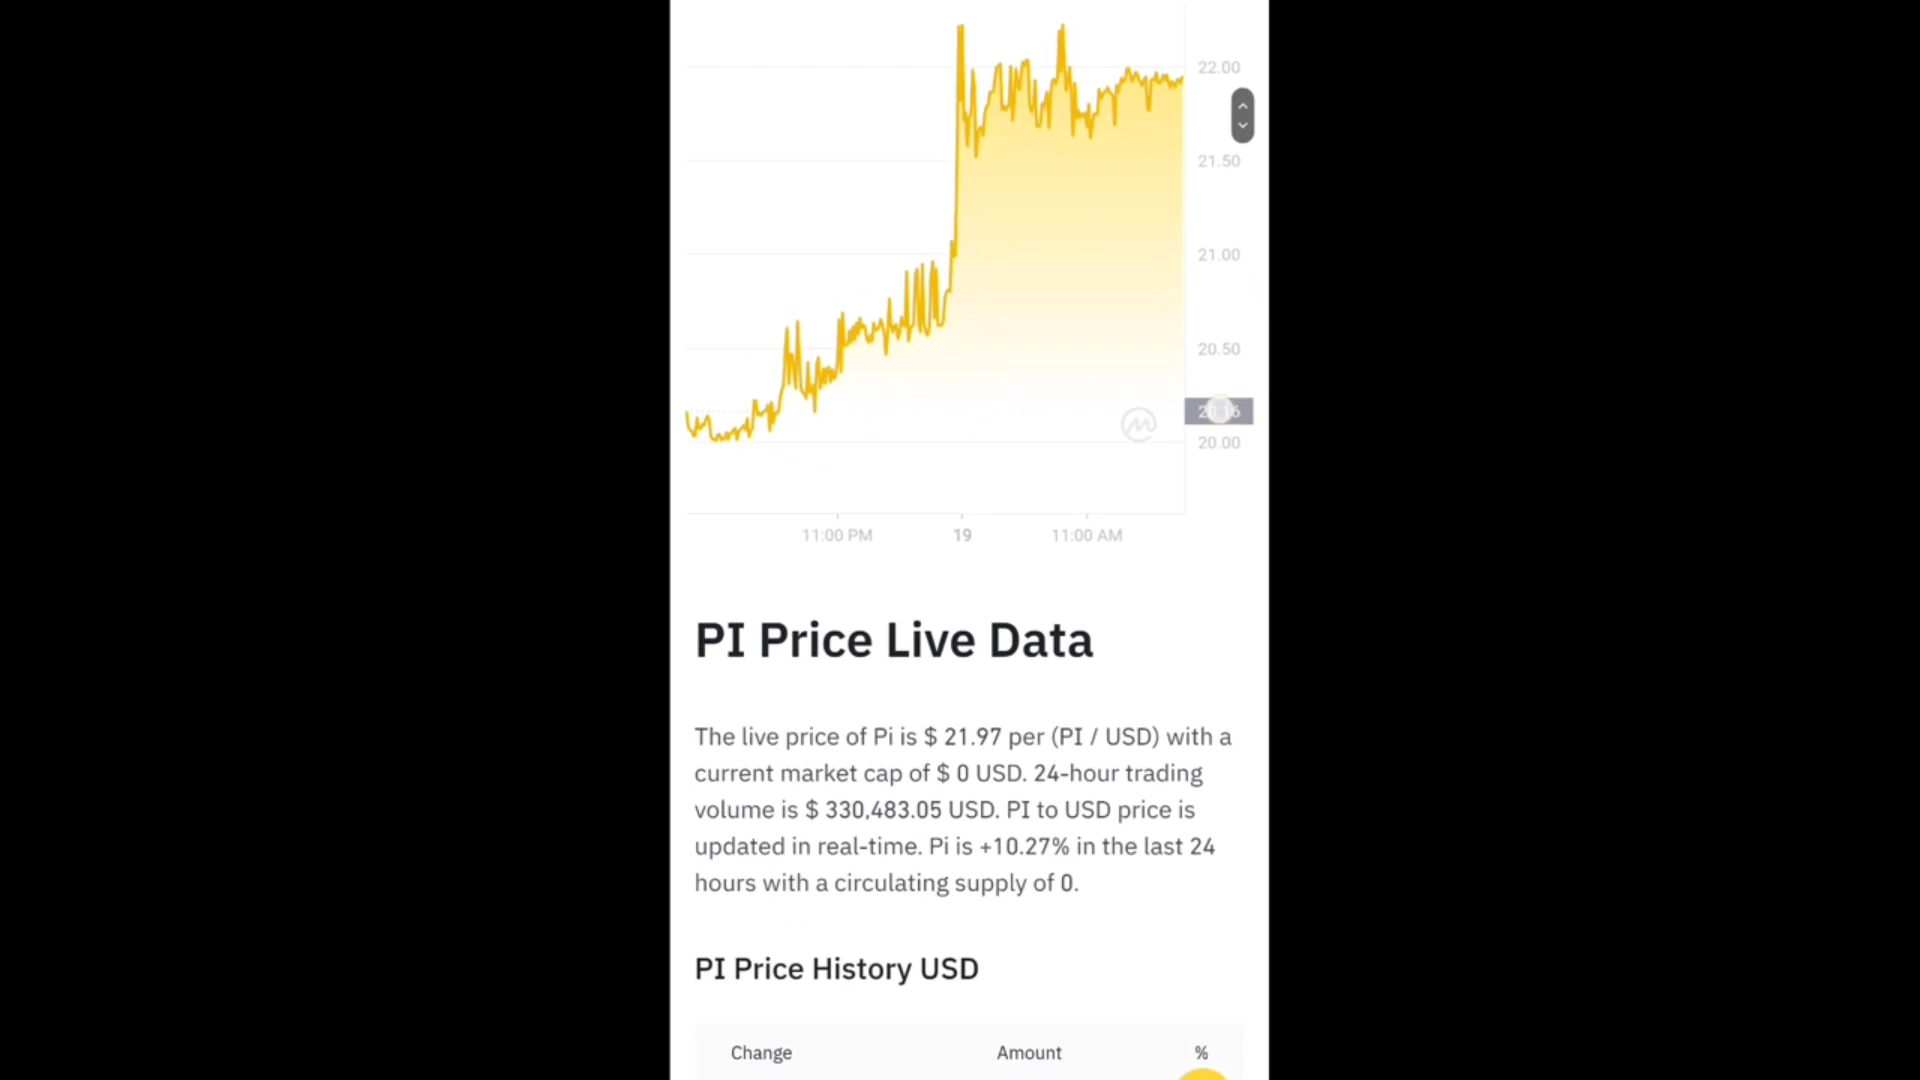 22.00
21.50
21.00
20.50
20.16
20.00
11:00 PM 19 11:00 AM
PI Price Live Data
The live price of Pi is $ 21.97 per (PI / USD) with a
current market cap of $ 0 USD. 24-hour trading
volume is $ 330,483.05 USD. PI to USD price is
updated in real-time. Pi is +10.27% in the last 24
hours with a circulating supply of 0.
PI Price History USD
Change Amount %